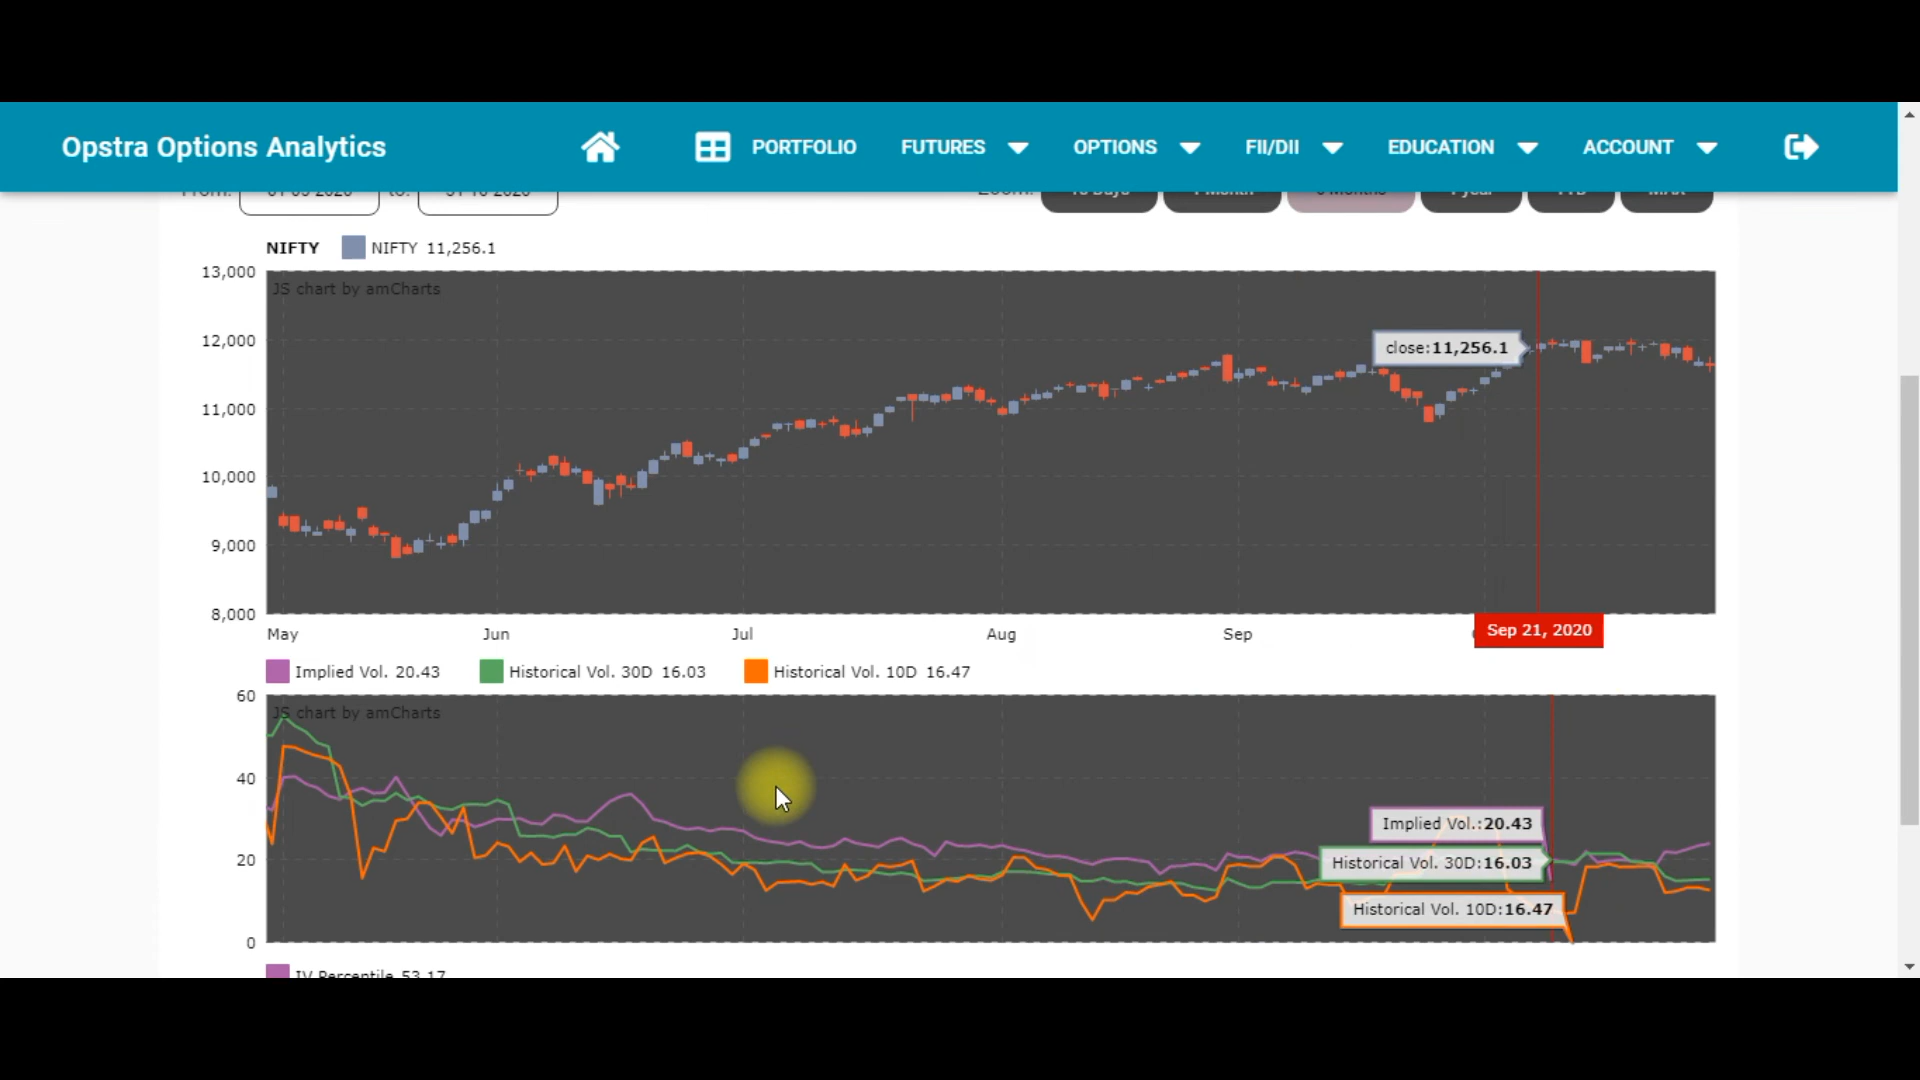 Opstra Options Analytics
PORTFOLIO
FUTURES
OPTIONS
FII/DII
EDUCATION
ACCOUNT
NIFTY NIFTY 11,256.1
13,000
JS chart by amCharts
12,000
close:11,256.1
11,000
10,000
9,000
8,000
May Jun Jul Aug Sep
Sep 21, 2020
Implied Vol. 20.43 Historical Vol. 30D 16.03 Historical Vol. 10D 16.47
60
JS chart by amCharts
40
Implied Vol.:20.43
20
Historical Vol. 30D:16.03
Historical Vol. 10D:16.47
0
IV Percentile 53.17